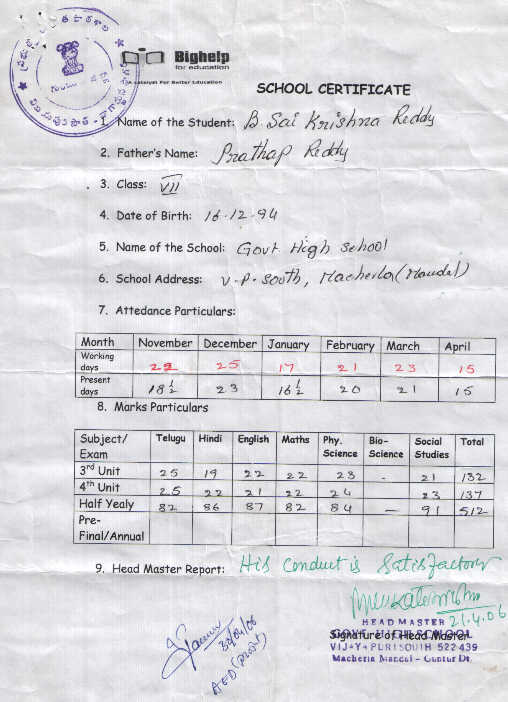 Bighelp
for education
A catalyst For Better Education
SCHOOL CERTIFICATE
1. Name of the Student: B. Sai Krishna Reddy
2. Father's Name: Prathap Reddy
3. Class: VII
4. Date of Birth: 16-12-94
5. Name of the School: Govt High School
6. School Address: V.P. South, Macherla (Mandal)
7. Attedance Particulars:
Month November December January February March April
Working days 22 25 17 21 23 15
Present days 18½ 23 16½ 20 21 15
8. Marks Particulars
Subject/ Exam Telugu Hindi English Maths Phy. Science Bio- Science Social Studies Total
3rd Unit 25 19 22 22 23 - 21 132
4th Unit 25 22 21 22 24 23 137
Half Yealy 82 86 87 82 84 — 91 512
Pre- Final/Annual
9. Head Master Report: His Conduct is Satisfactory
21.4.06
HEAD MASTER
GOVT. HIGH SCHOOL
Signature of Head Master
VIJAYAPURI SOUTH 522 439
Macherla Mandal - Guntur Dt.